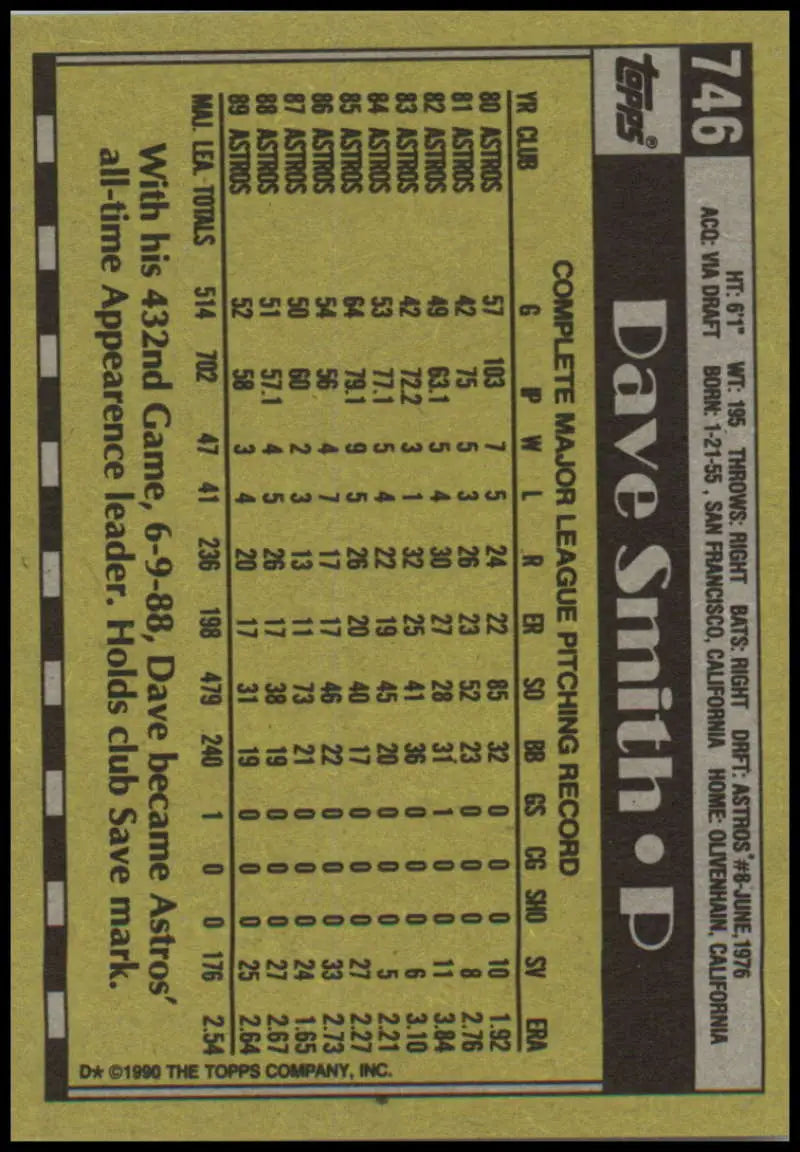 746
HT: 6'1" WT: 195 THROWS: RIGHT BATS: RIGHT DRFT: ASTROS #8-JUNE, 1976
ACQ: VIA DRAFT BORN: 1-21-55, SAN FRANCISCO, CALIFORNIA HOME: OLIVENHAIN, CALIFORNIA
TOPPS®
Dave Smith • P
COMPLETE MAJOR LEAGUE PITCHING RECORD
YR CLUB G IP W L R ER SO BB GS CG SHO SV ERA
80 ASTROS 57 103 7 5 24 22 85 32 0 0 0 10 1.92
81 ASTROS 42 75 5 3 26 23 52 23 0 0 0 8 2.76
82 ASTROS 49 63.1 5 4 30 27 28 31 1 0 0 11 3.84
83 ASTROS 42 72.2 3 1 32 25 41 36 0 0 0 6 3.10
84 ASTROS 53 77.1 5 4 22 19 45 20 0 0 0 5 2.21
85 ASTROS 64 79.1 9 5 26 20 40 17 0 0 0 27 2.27
86 ASTROS 54 56 4 7 17 17 46 22 0 0 0 33 2.73
87 ASTROS 50 60 2 3 13 11 73 21 0 0 0 24 1.65
88 ASTROS 51 57.1 4 5 26 17 38 19 0 0 0 27 2.67
89 ASTROS 52 58 3 4 20 17 31 19 0 0 0 25 2.64
MAJ. LEA. TOTALS 514 702 47 41 236 198 479 240 1 0 0 176 2.54
With his 432nd Game, 6-9-88, Dave became Astros'
all-time Appearence leader. Holds club Save mark.
D* ©1990 THE TOPPS COMPANY, INC.